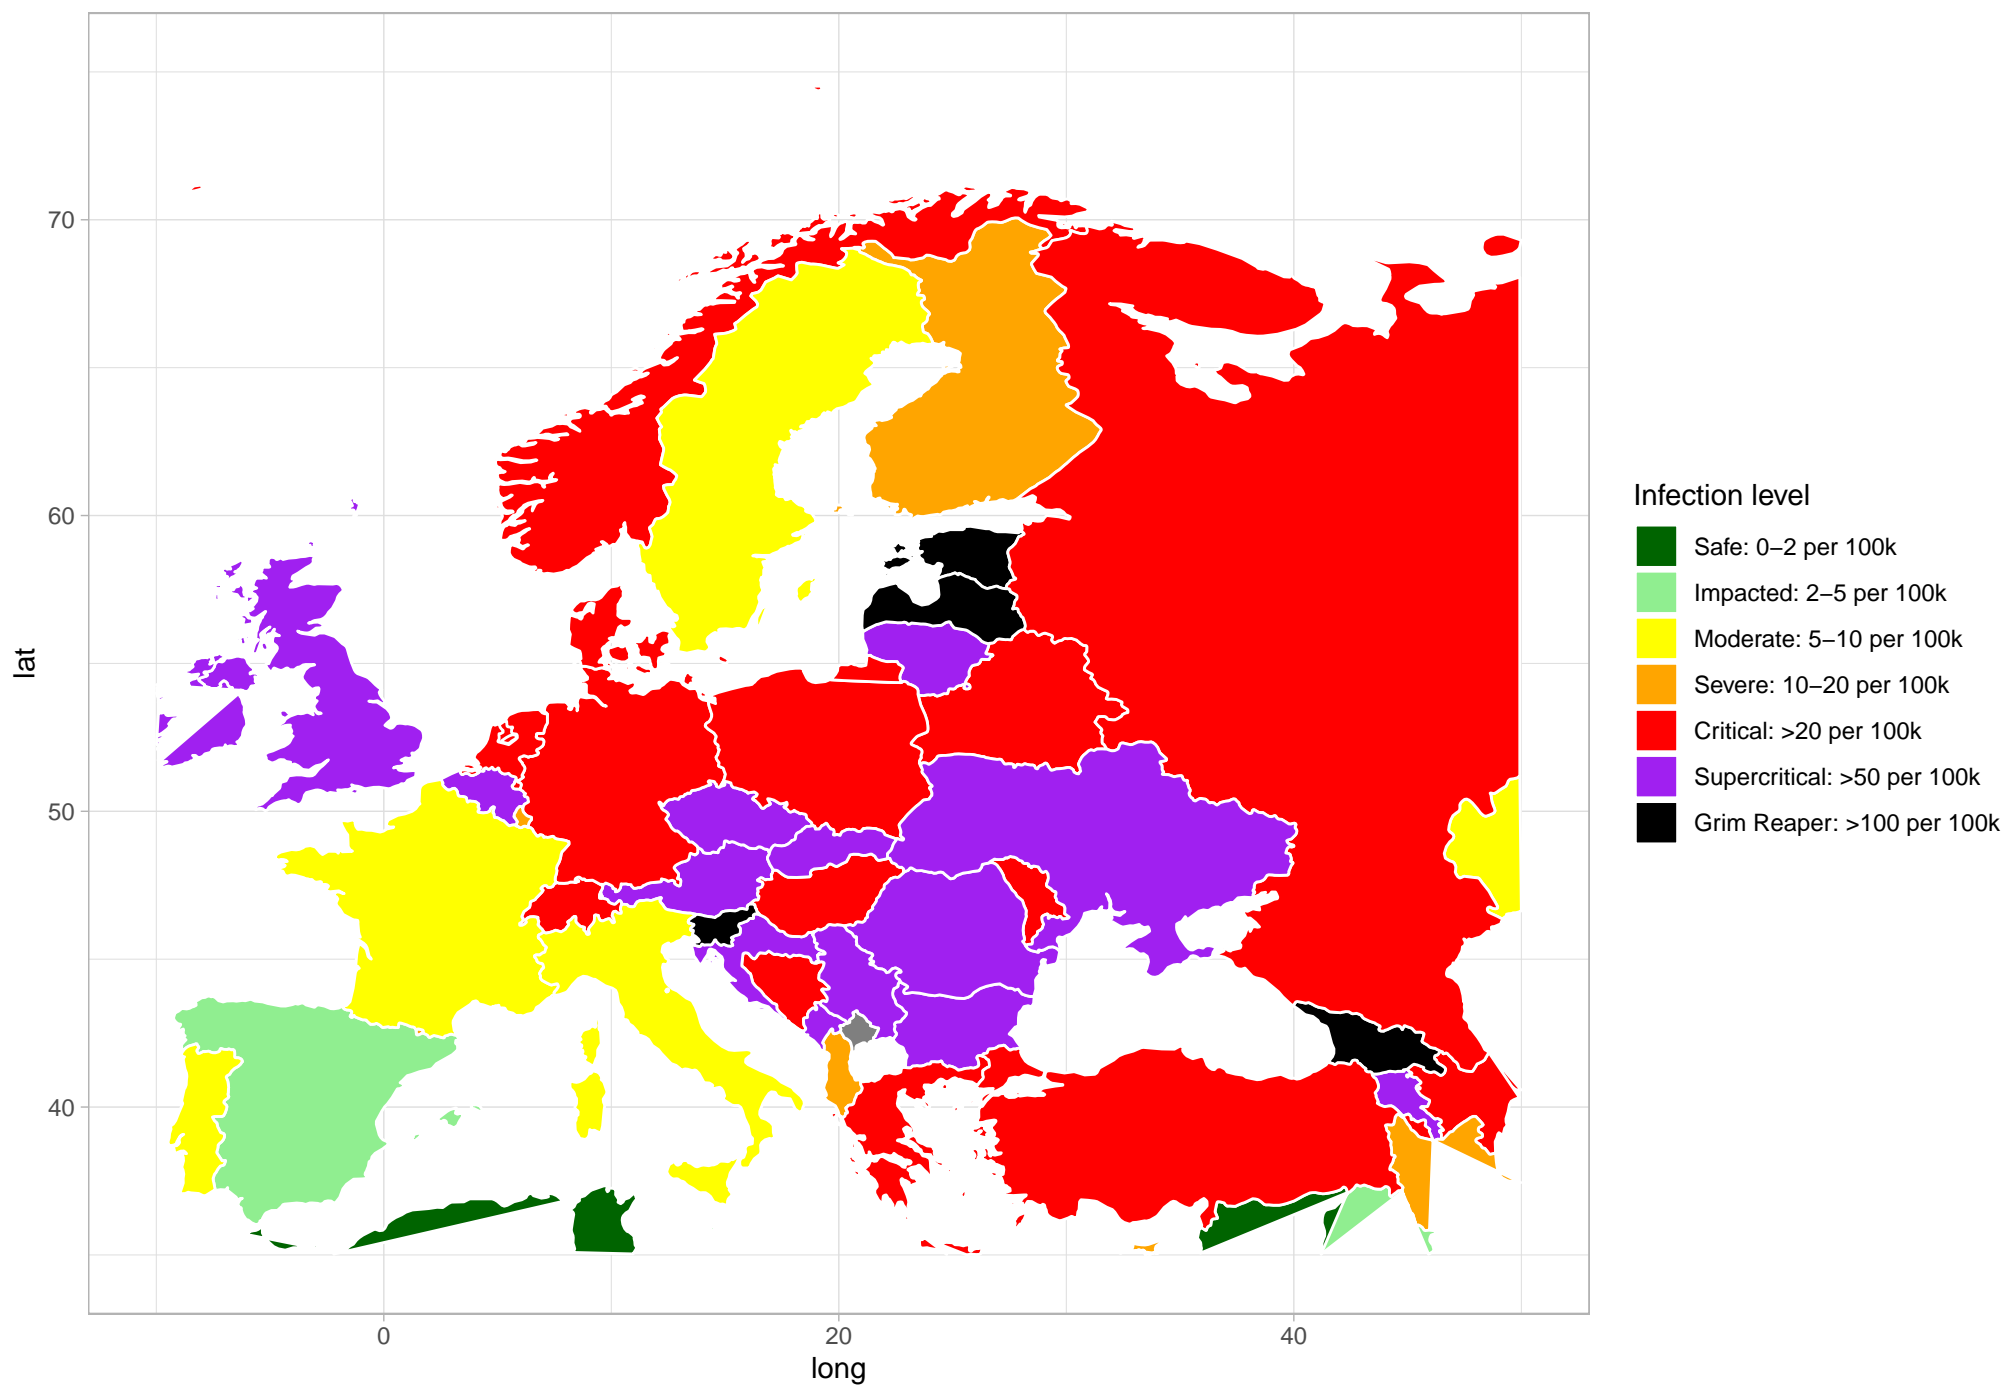 70
60
50
40
lat
0
20
40
long
Infection level
Safe: 0−2 per 100k
Impacted: 2−5 per 100k
Moderate: 5−10 per 100k
Severe: 10−20 per 100k
Critical: >20 per 100k
Supercritical: >50 per 100k
Grim Reaper: >100 per 100k